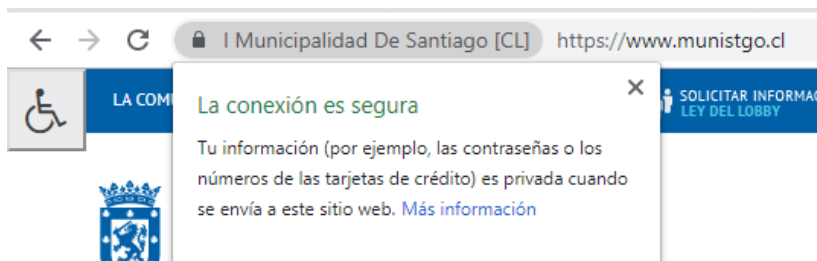 I Municipalidad De Santiago [CL] https://www.munistgo.cl
LA COM
SOLICITAR INFORMAC
LEY DEL LOBBY
La conexión es segura
Tu información (por ejemplo, las contraseñas o los
números de las tarjetas de crédito) es privada cuando
se envía a este sitio web. Más información